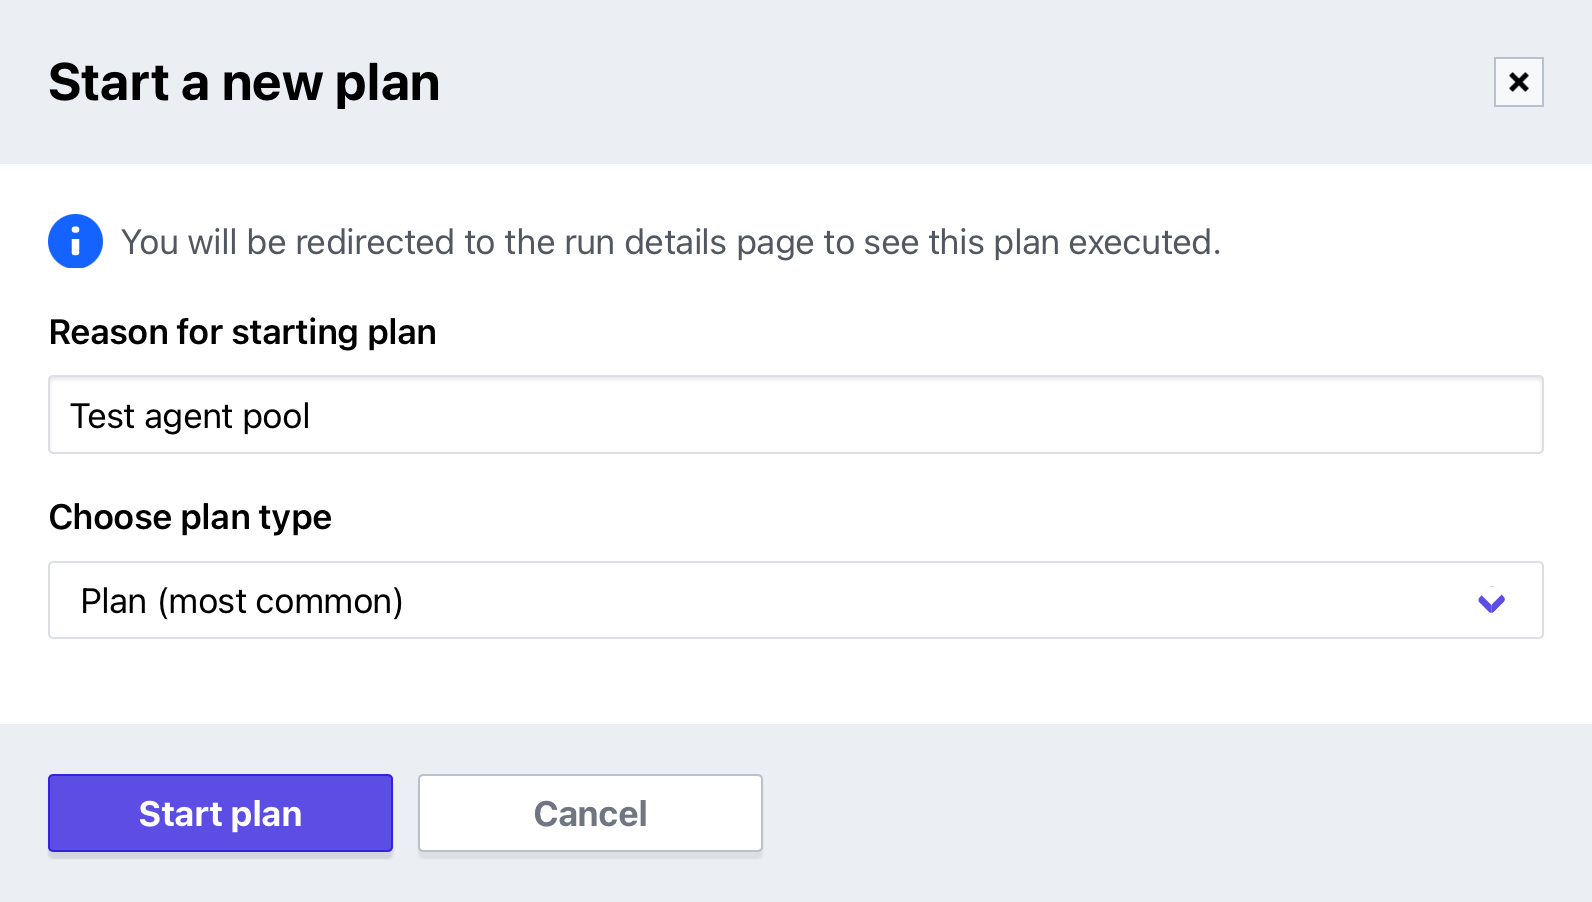 Start a new plan
You will be redirected to the run details page to see this plan executed.
Reason for starting plan
Test agent pool
Choose plan type
Plan (most common)
Start plan
Cancel